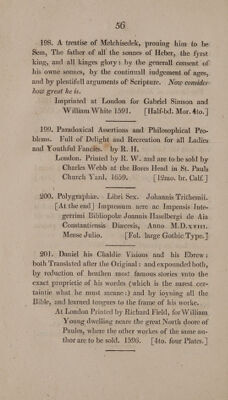 56
198. A treatise of Melchisedek, prouing him to be
Sem, The father of all the sonnes of Heber, the fyrst
king, and all kinges glory: by the generall consent of
his owne sonnes, by the continuall iudgement of ages,
and by plentifull arguments of Scripture. Now consider
how great he is.
Imprinted at London for Gabriel Simson and
William White 1591. [Half-bd. Mor. 4to.]
199. Paradoxical Assertions and Philosophical Pro-
blems. Full of Delight and Recreation for all Ladies
and Youthful Fancies. by R. H.
London. Printed by R. W. and are to be sold by
Charles Webb at the Bores Head in St. Pauls
Church Yard, 1659. [12mo. br. Calf.]
200. Polygraphiæ. Libri Sex. Johannis Trithemii.
[At the end] Impressum aere ac Impensis Inte-
gerrimi Bibliopolæ Joannis Haselbergi de Aia
Constantiensis Diæcesis, Anno M.D.XVIII.
Mense Julio. [Fol. large Gothic Type.]
201. Daniel his Chaldie Visions and his Ebrew:
both Translated after the Original: and expounded both,
by reduction of heathen most famous stories vnto the
exact proprietie of his wordes (which is the surest cer-
taintie what he must meane:) and by ioyning all the
Bible, and learned tongues to the frame of his worke.
At London Printed by Richard Field, for William
Young dwelling neare the great North doore of
Paules, where the other workes of the same au-
thor are to be sold. 1596. [4to. four Plates.]